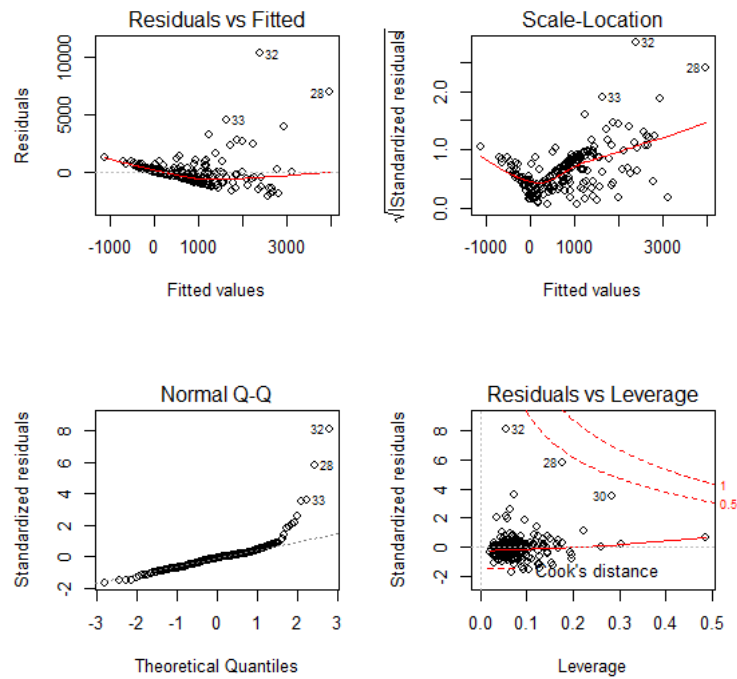 Residuals vs Fitted
Residuals
0 5000 10000
32
28
33
-1000 0 1000 3000
Fitted values
Scale-Location
√|Standardized residuals|
0.0 1.0 2.0
32
28
33
-1000 0 1000 3000
Fitted values
Normal Q-Q
Standardized residuals
-2 0 2 4 6 8
32
28
33
-3 -2 -1 0 1 2 3
Theoretical Quantiles
Residuals vs Leverage
Standardized residuals
-2 0 2 4 6 8
32
28
30
1
0.5
Cook's distance
0.0 0.1 0.2 0.3 0.4 0.5
Leverage